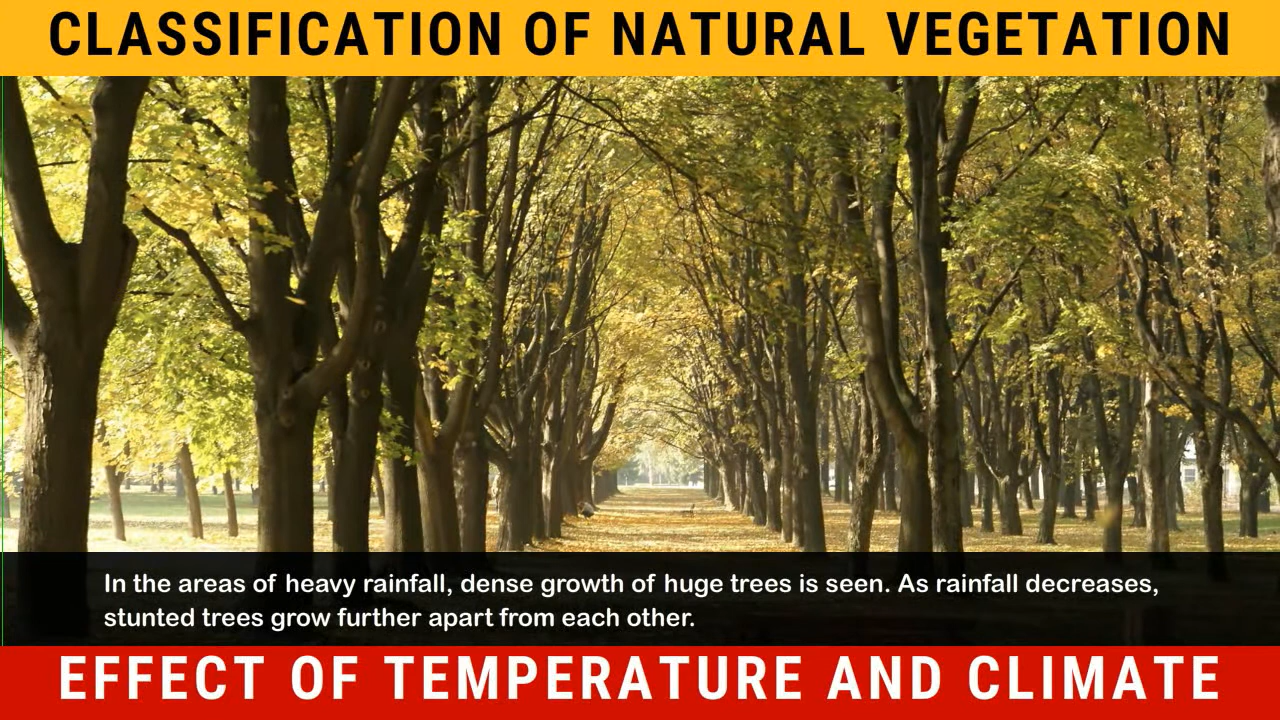 CLASSIFICATION OF NATURAL VEGETATION
In the areas of heavy rainfall, dense growth of huge trees is seen. As rainfall decreases,
stunted trees grow further apart from each other.
EFFECT OF TEMPERATURE AND CLIMATE